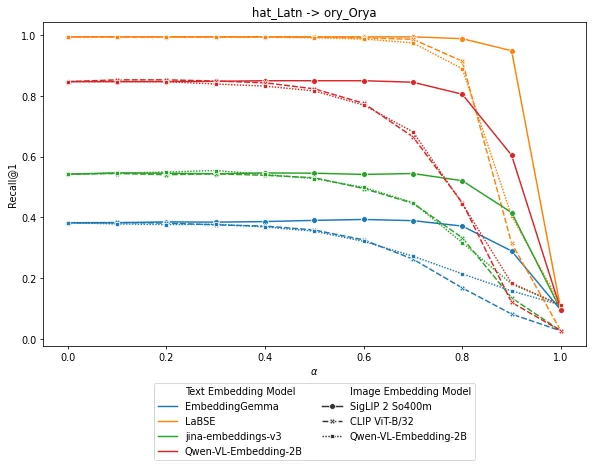 hat_Latn -> ory_Orya
1.0
0.8
0.6
0.4
0.2
0.0
Recall@1
0.0 0.2 0.4 0.6 0.8 1.0
α
Text Embedding Model
EmbeddingGemma
LaBSE
jina-embeddings-v3
Qwen-VL-Embedding-2B
Image Embedding Model
SigLIP 2 So400m
CLIP ViT-B/32
Qwen-VL-Embedding-2B